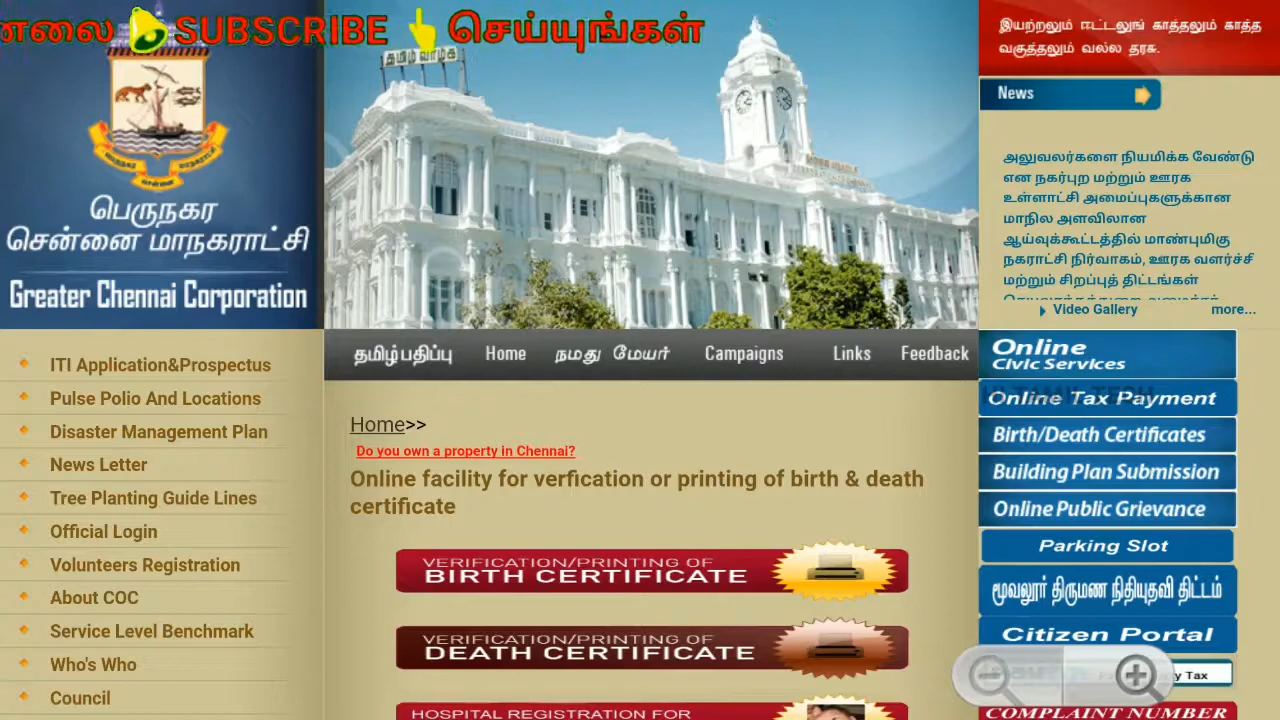 SUBSCRIBE செய்யுங்கள்
தமிழ் வாழ்க
பெருநகர
சென்னை மாநகராட்சி
Greater Chennai Corporation
இயற்றலும் ஈட்டலுங் காத்தலும் காத்த
வகுத்தலும் வல்ல தரசு.
News
அலுவலர்களை நியமிக்க வேண்டு
என நகர்புற மற்றும் ஊரக
உள்ளாட்சி அமைப்புகளுக்கான
மாநில அளவிலான
ஆய்வுக்கூட்டத்தில் மாண்புமிகு
நகராட்சி நிர்வாகம், ஊரக வளர்ச்சி
மற்றும் சிறப்புத் திட்டங்கள்
Video Gallery more...
தமிழ்பதிப்பு Home நமது மேயர் Campaigns Links Feedback
ITI Application&Prospectus
Pulse Polio And Locations
Disaster Management Plan
News Letter
Tree Planting Guide Lines
Official Login
Volunteers Registration
About COC
Service Level Benchmark
Who's Who
Council
Home>>
Do you own a property in Chennai?
Online facility for verfication or printing of birth & death
certificate
VERIFICATION/PRINTING OF
BIRTH CERTIFICATE
VERIFICATION/PRINTING OF
DEATH CERTIFICATE
HOSPITAL REGISTRATION FOR
Online
Civic Services
Online Tax Payment
Birth/Death Certificates
Building Plan Submission
Online Public Grievance
Parking Slot
மூவலூர் திருமண நிதியுதவி திட்டம்
Citizen Portal
Tax
COMPLAINT NUMBER